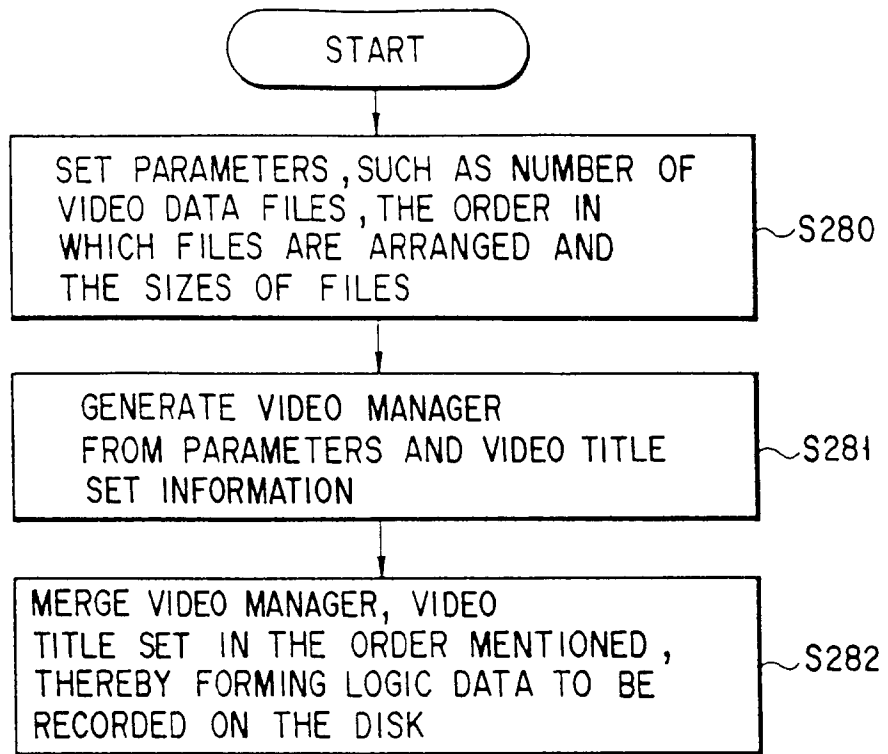 START
SET PARAMETERS, SUCH AS NUMBER OF
VIDEO DATA FILES, THE ORDER IN
WHICH FILES ARE ARRANGED AND
THE SIZES OF FILES
S280
GENERATE VIDEO MANAGER
FROM PARAMETERS AND VIDEO TITLE
SET INFORMATION
S281
MERGE VIDEO MANAGER, VIDEO
TITLE SET IN THE ORDER MENTIONED,
THEREBY FORMING LOGIC DATA TO BE
RECORDED ON THE DISK
S282